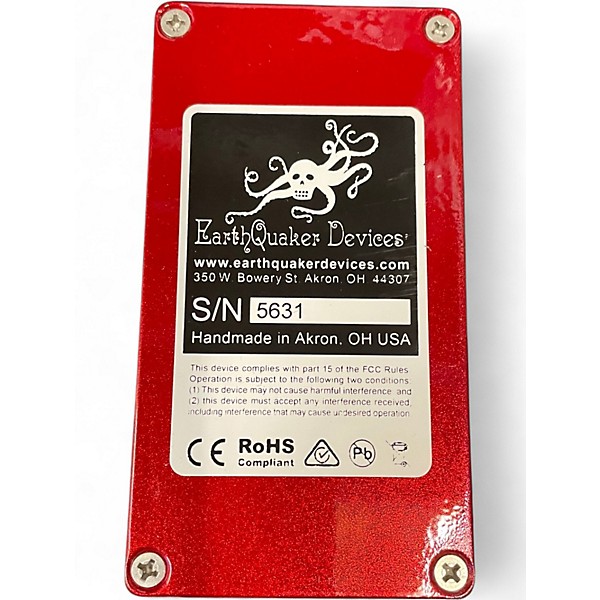 EarthQuaker Devices
www.earthquakerdevices.com
350 W. Bowery St. Akron, OH 44307
S/N 5631
Handmade in Akron, OH USA
This device complies with part 15 of the FCC Rules
Operation is subject to the following two conditions:
(1) This device may not cause harmful interference, and
(2) this device must accept any interference received,
including interference that may cause undesired operation.
CE RoHS Pb
Compliant